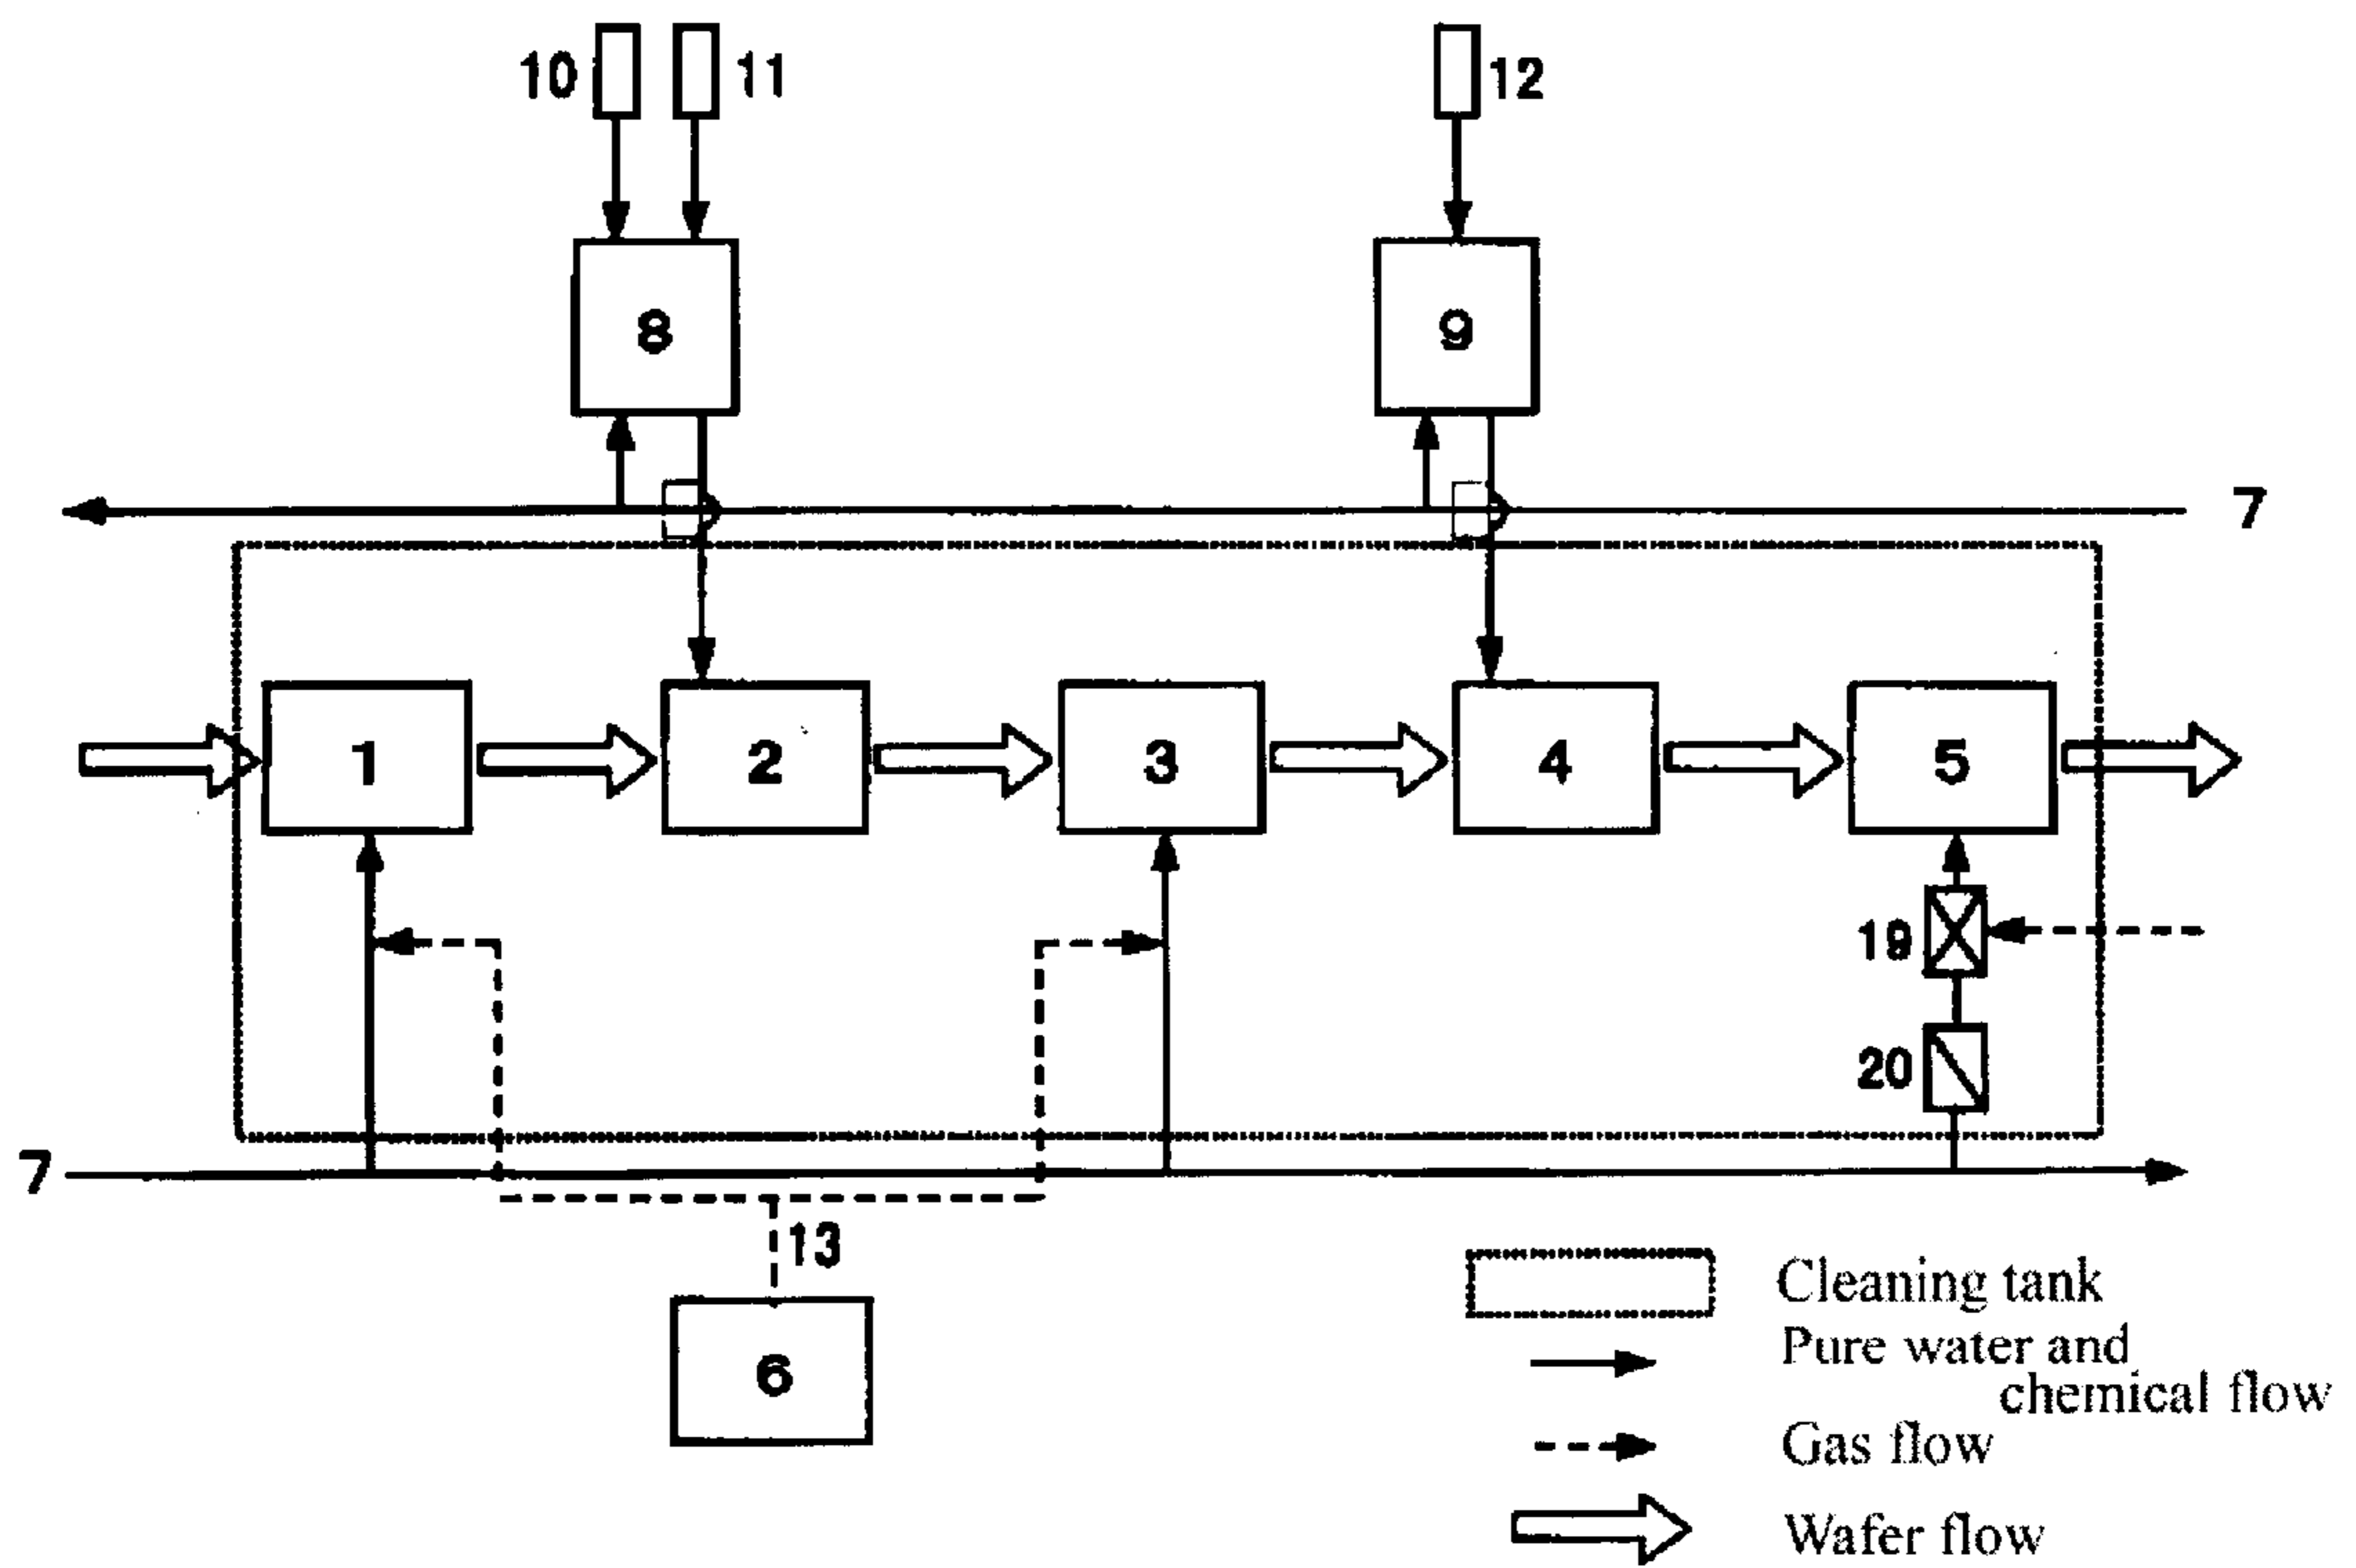 10 11 12
8 9
7
1 2 3 4 5
19
20
7
13
6
Cleaning tank
Pure water and
chemical flow
Gas flow
Wafer flow